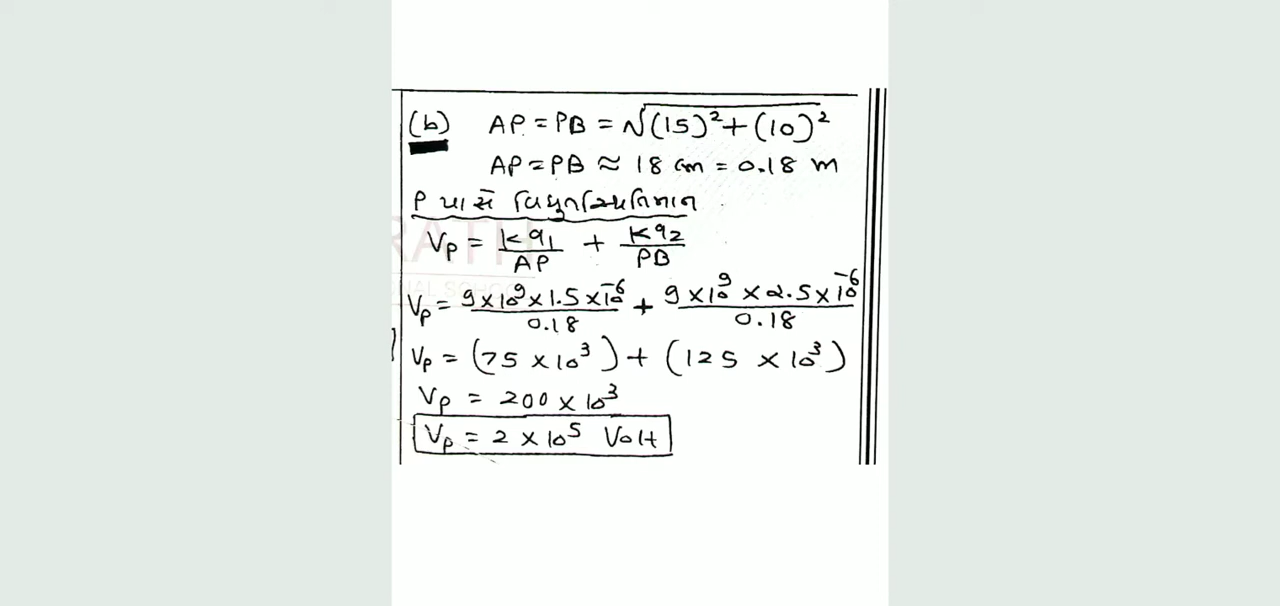 (b) AP = PB = √(15)² + (10)²
AP = PB ≈ 18 cm = 0.18 m
P પાસે વિદ્યુતસ્થિતિમાન
Vp = kq1/AP + kq2/PB
Vp = 9 × 10⁹ × 1.5 × 10⁻⁶/0.18 + 9 × 10⁹ × 2.5 × 10⁻⁶/0.18
Vp = (75 × 10³) + (125 × 10³)
Vp = 200 × 10³
Vp = 2 × 10⁵ Volt